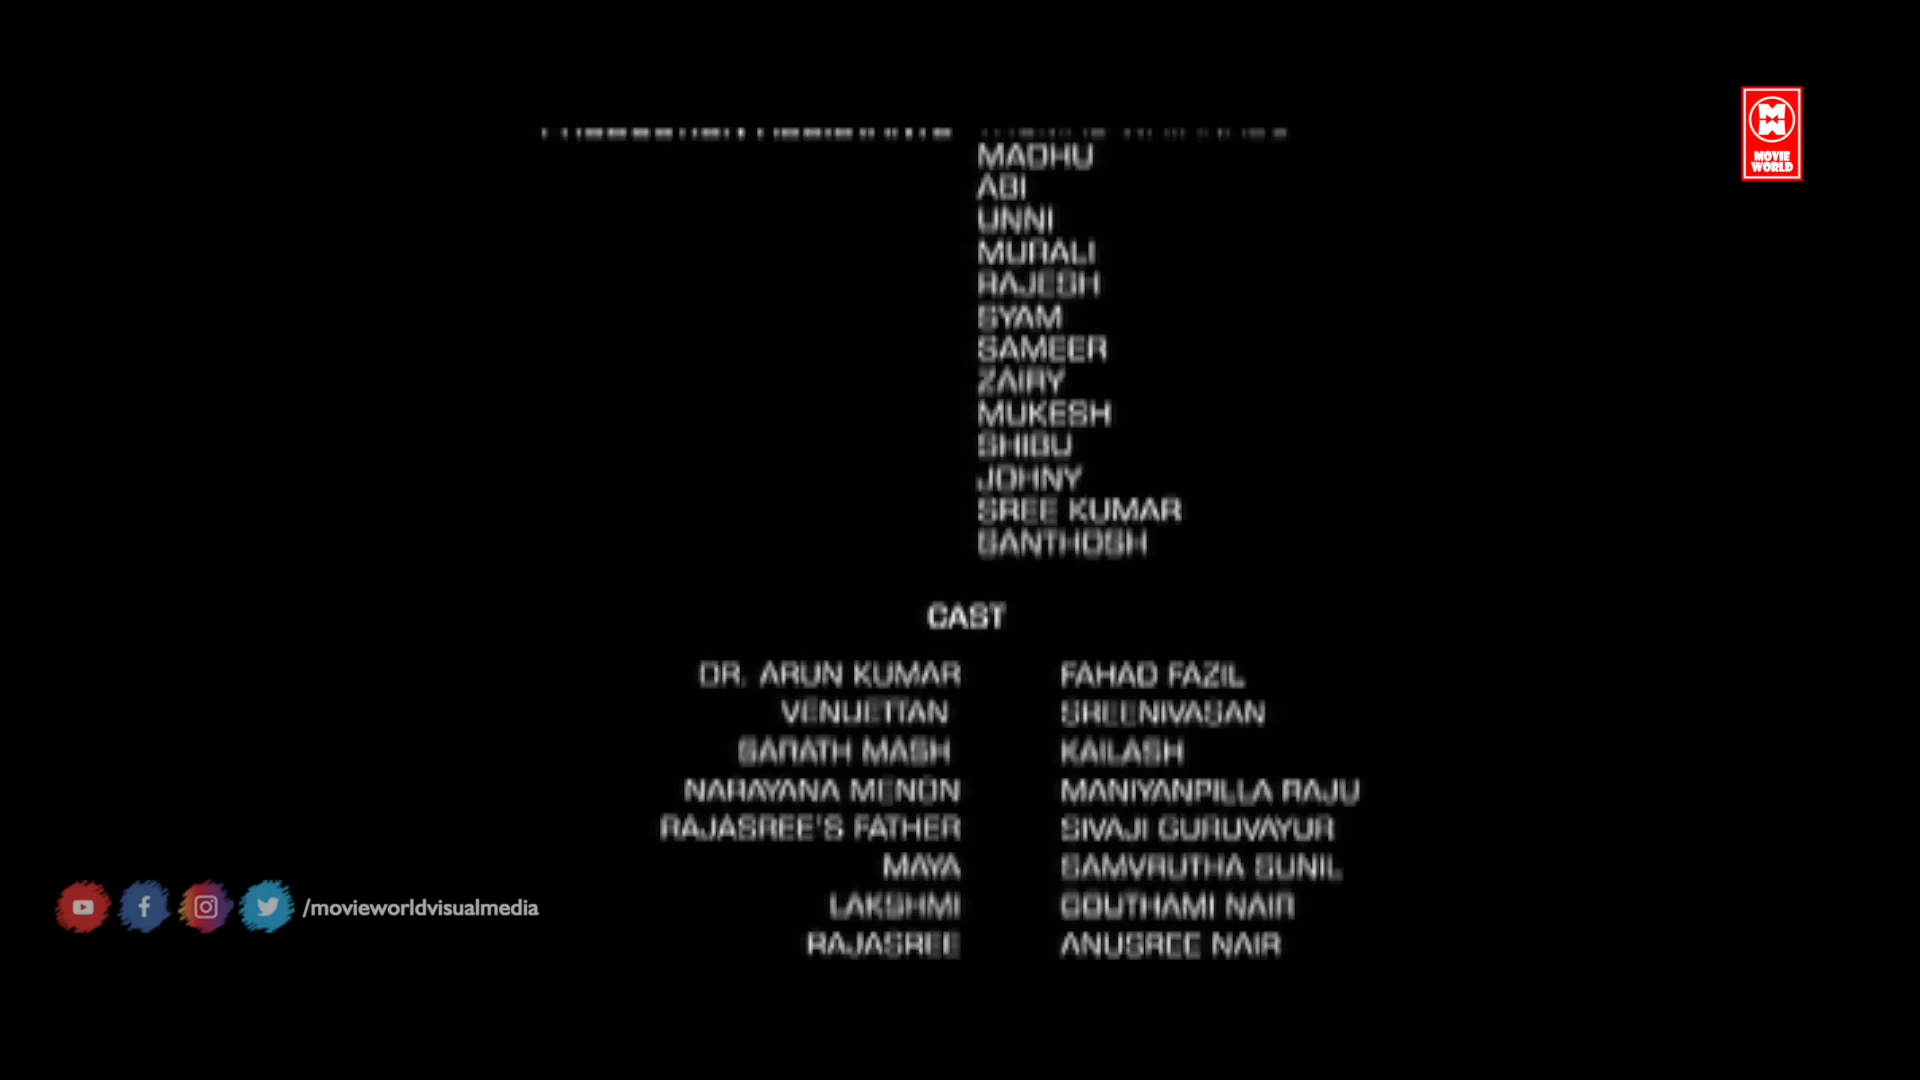 MOVIE
WORLD
MADHU
ABI
UNNI
MURALI
RAJESH
SYAM
SAMEER
ZAIRY
MUKESH
SHIBU
JOHNY
SREE KUMAR
SANTHOSH
CAST
DR. ARUN KUMAR FAHAD FAZIL
VENUETTAN SREENIVASAN
SARATH MASH KAILASH
NARAYANA MENON MANIYANPILLA RAJU
RAJASREE'S FATHER SIVAJI GURUVAYUR
MAYA SAMVRUTHA SUNIL
LAKSHMI GOUTHAMI NAIR
RAJASREE ANUSREE NAIR
/movieworldvisualmedia